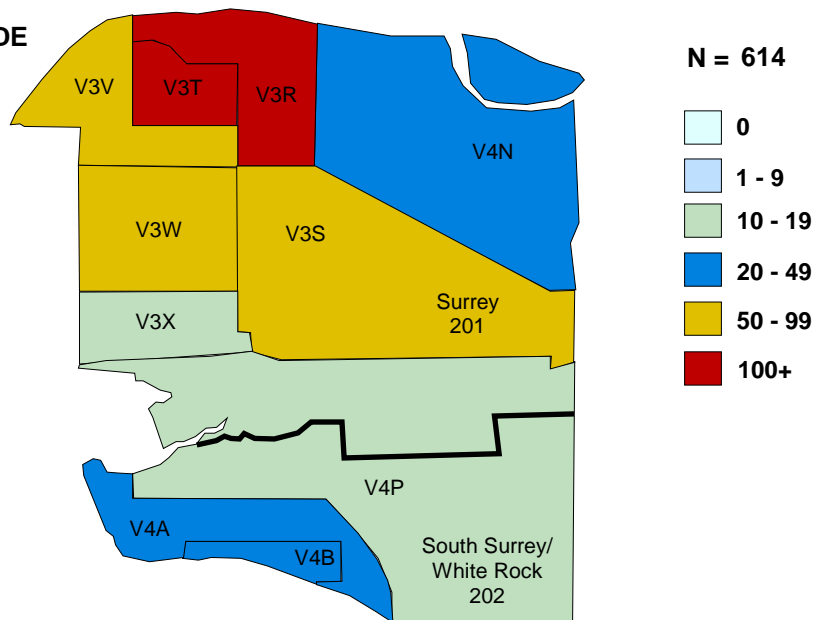 DE
N = 614
0
1 - 9
10 - 19
20 - 49
50 - 99
100+
V3V
V3T
V3R
V4N
V3W
V3S
V3X
Surrey
201
V4P
V4A
V4B
South Surrey/
White Rock
202